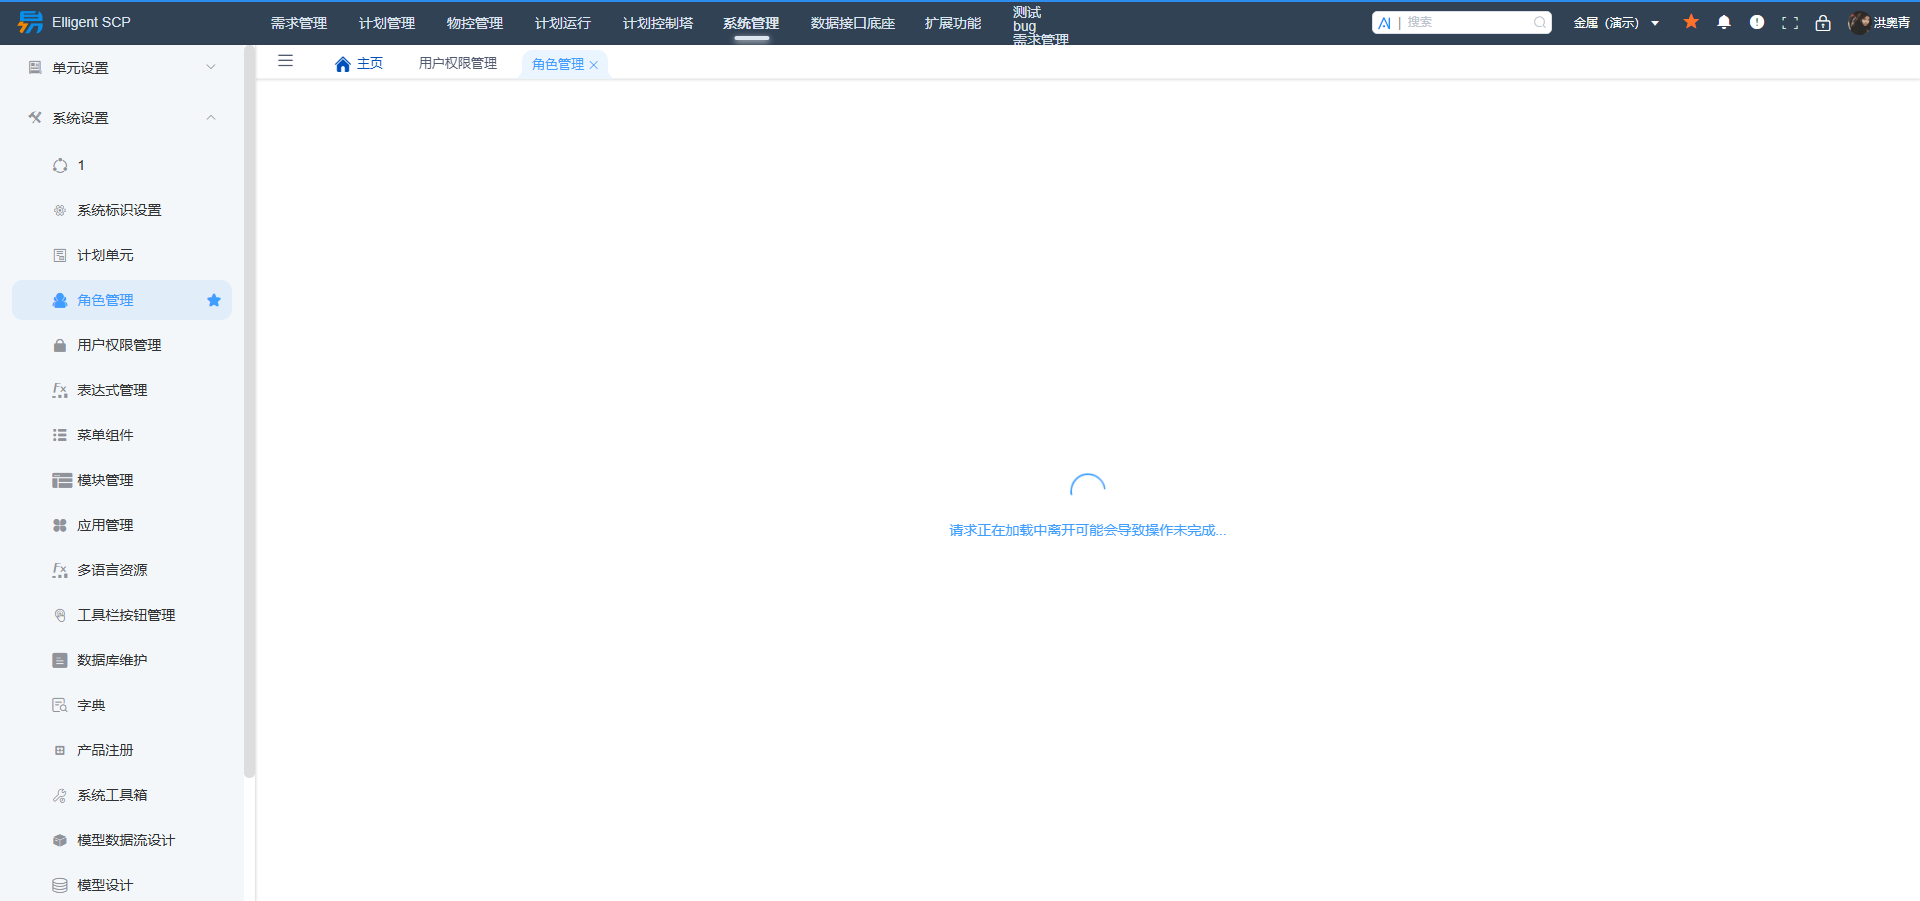 Elligent SCP
需求管理
计划管理
物控管理
计划运行
计划控制塔
系统管理
数据接口底座
扩展功能
测试
bug
需求管理
AI | 搜索
金属（演示）
洪奥青
单元设置
系统设置
1
系统标识设置
计划单元
角色管理
用户权限管理
表达式管理
菜单组件
模块管理
应用管理
多语言资源
工具栏按钮管理
数据库维护
字典
产品注册
系统工具箱
模型数据流设计
模型设计
主页
用户权限管理
角色管理
请求正在加载中离开可能会导致操作未完成...